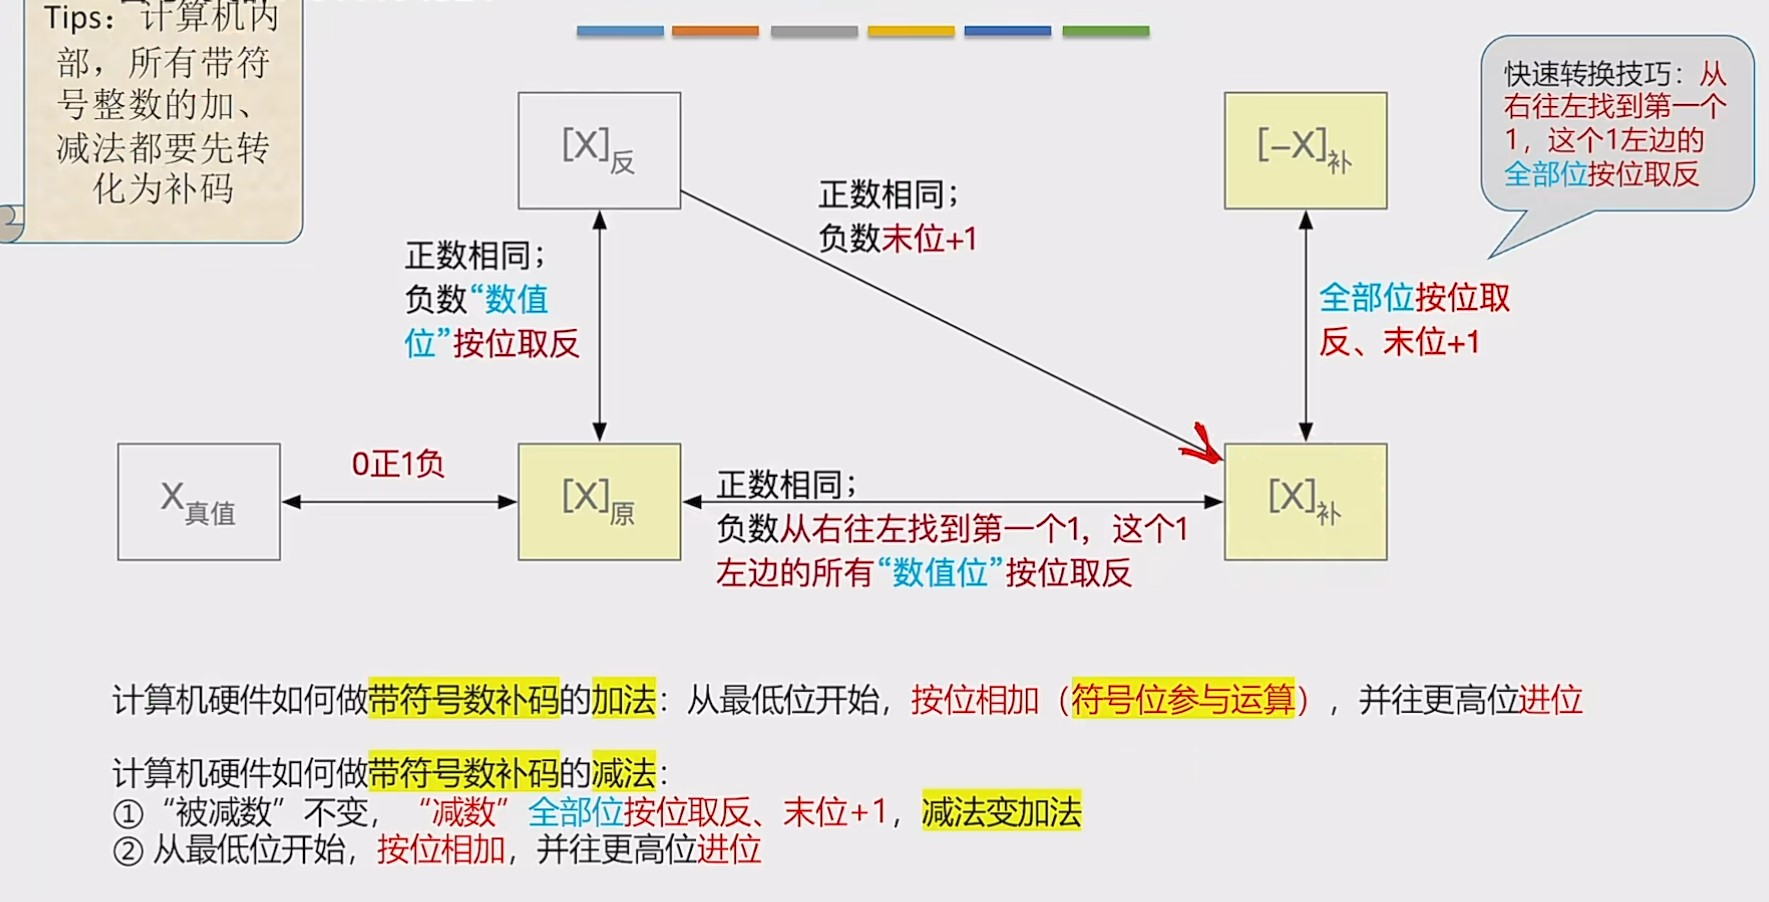 Tips：计算机内
部，所有带符
号整数的加、
减法都要先转
化为补码
快速转换技巧：从
右往左找到第一个
1，这个1左边的
全部位按位取反
[X]反
[-X]补
正数相同；
负数末位+1
正数相同；
负数“数值
位”按位取反
全部位按位取
反、末位+1
X真值
0正1负
[X]原
正数相同；
负数从右往左找到第一个1，这个1
左边的所有“数值位”按位取反
[X]补
计算机硬件如何做带符号数补码的加法：从最低位开始，按位相加（符号位参与运算），并往更高位进位
计算机硬件如何做带符号数补码的减法：
①“被减数”不变，“减数”全部位按位取反、末位+1，减法变加法
② 从最低位开始，按位相加，并往更高位进位